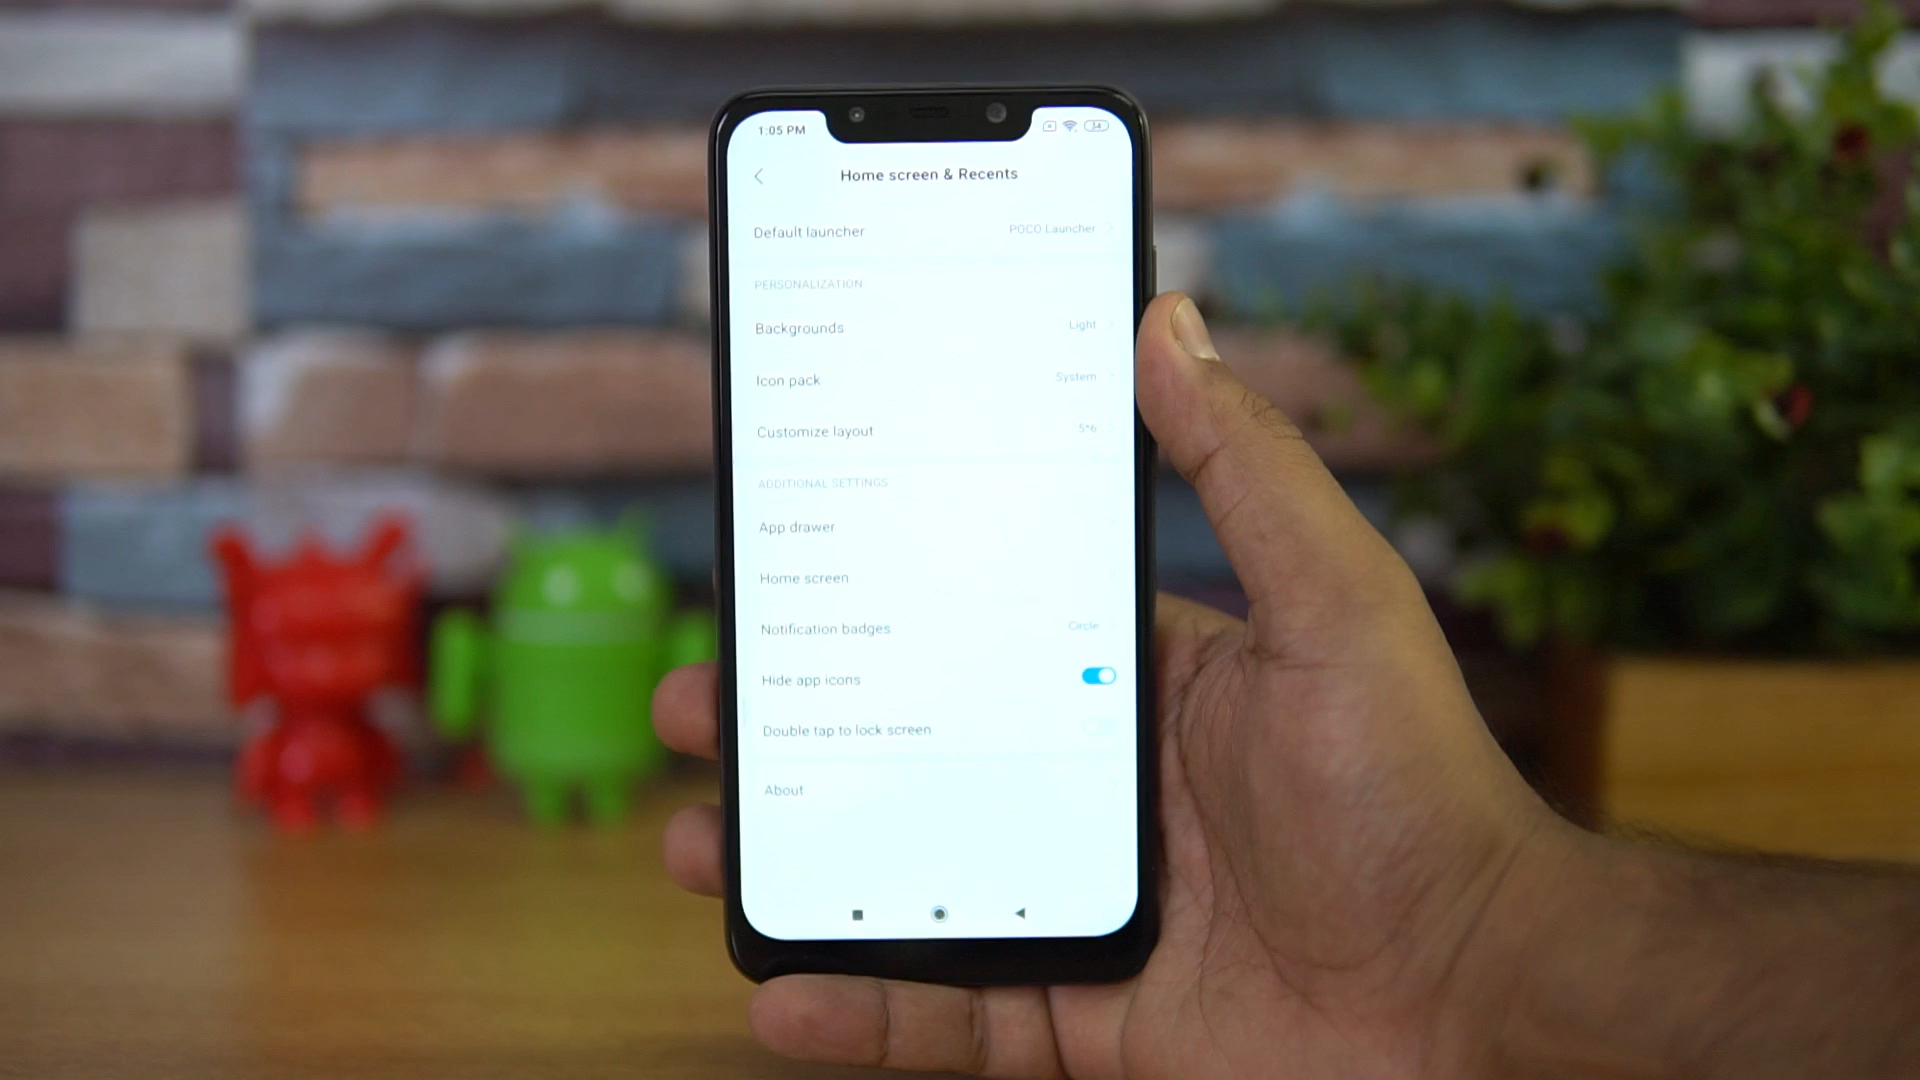 1:05 PM 34
Home screen & Recents
Default launcher POCO Launcher
PERSONALIZATION
Backgrounds Light
Icon pack System
Customize layout 5*6
ADDITIONAL SETTINGS
App drawer
Home screen
Notification badges Circle
Hide app icons
Double tap to lock screen
About